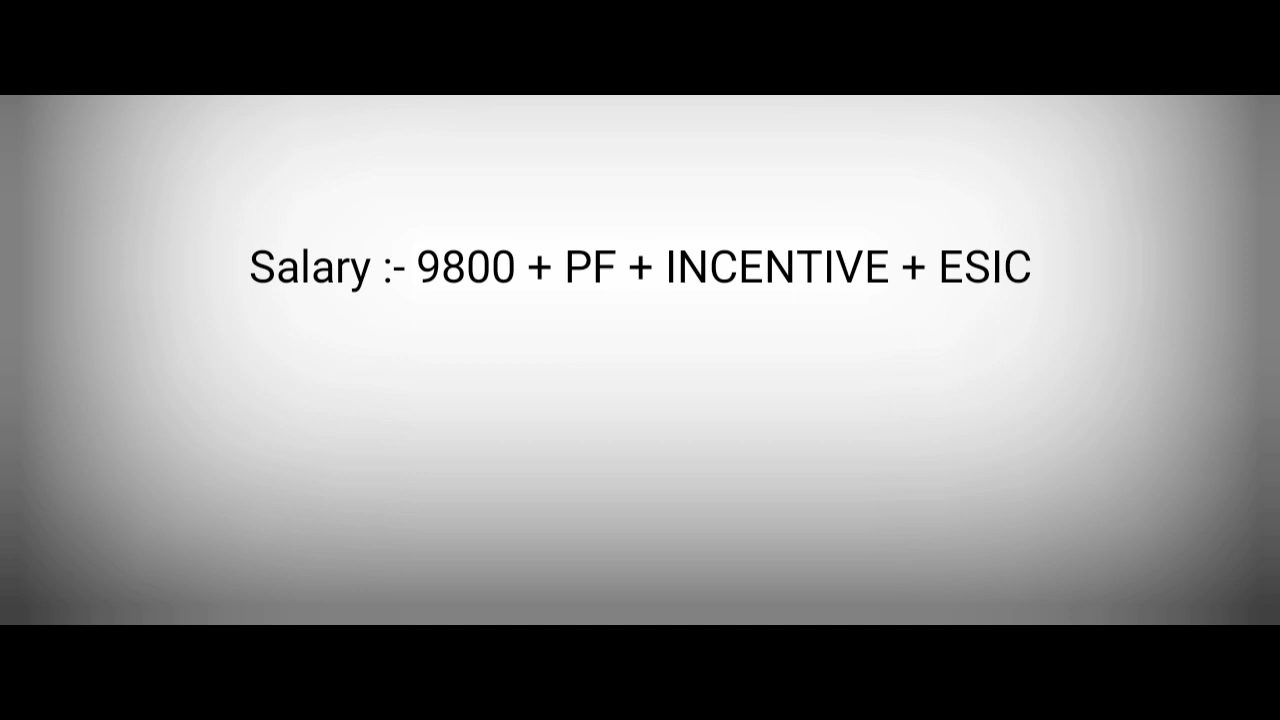 Salary :- 9800 + PF + INCENTIVE + ESIC